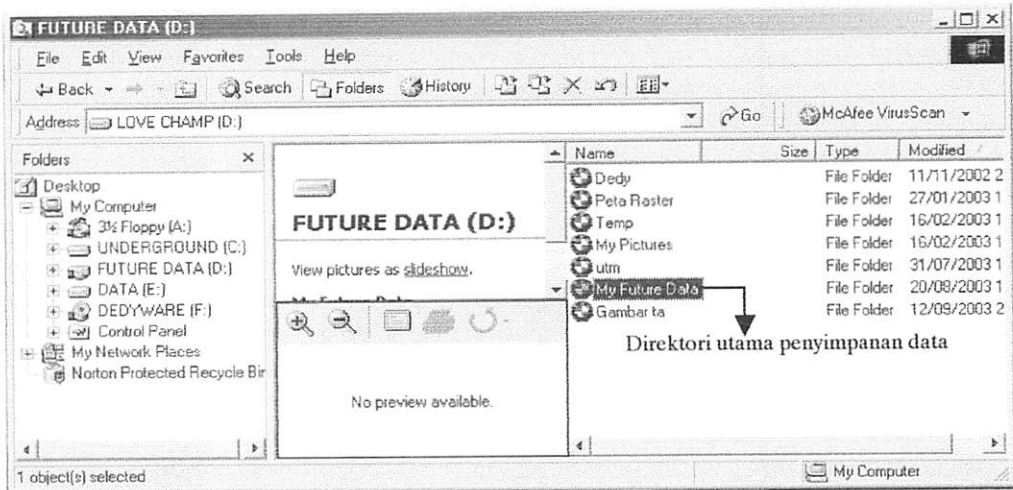 FUTURE DATA (D:)
File Edit View Favorites Tools Help
Back Search Folders History
Address LOVE CHAMP (D:) Go McAfee VirusScan
Folders
Desktop
My Computer
3½ Floppy (A:)
UNDERGROUND (C:)
FUTURE DATA (D:)
DATA (E:)
DEDYWARE (F:)
Control Panel
My Network Places
Norton Protected Recycle Bir
FUTURE DATA (D:)
View pictures as slideshow.
My Future Data
No preview available.
Name Size Type Modified
Dedy File Folder 11/11/2002 2
Peta Raster File Folder 27/01/2003 1
Temp File Folder 16/02/2003 1
My Pictures File Folder 16/02/2003 1
utm File Folder 31/07/2003 1
My Future Data File Folder 20/08/2003 1
Gambar ta File Folder 12/09/2003 2
Direktori utama penyimpanan data
1 object(s) selected
My Computer